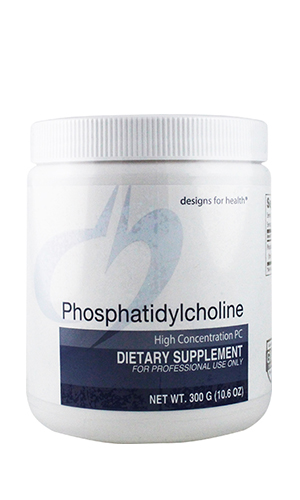 designs for health®
Phosphatidylcholine
High Concentration PC
DIETARY SUPPLEMENT
FOR PROFESSIONAL USE ONLY
NET WT. 300 G (10.6 OZ)